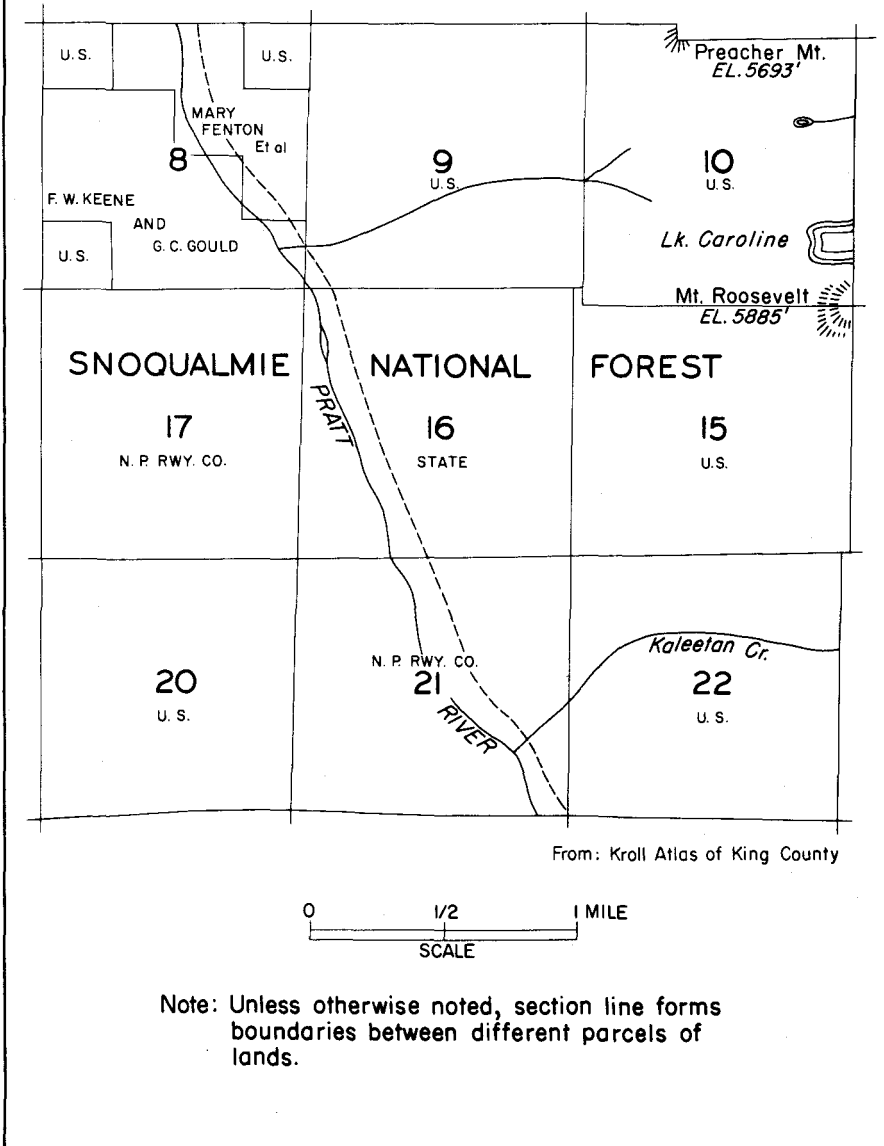 U.S.
U.S.
Preacher Mt.
EL. 5693'
MARY
FENTON
Et al
8
9
U.S.
10
U.S.
F. W. KEENE
AND
G. C. GOULD
U.S.
Lk. Caroline
Mt. Roosevelt
EL. 5885'
SNOQUALMIE NATIONAL FOREST
PRATT
17
N. P. RWY. CO.
16
STATE
15
U.S.
Kaleetan Cr.
20
U.S.
N. P. RWY. CO.
21
22
U.S.
RIVER
From: Kroll Atlas of King County
0 1/2 1 MILE
SCALE
Note: Unless otherwise noted, section line forms
boundaries between different parcels of
lands.